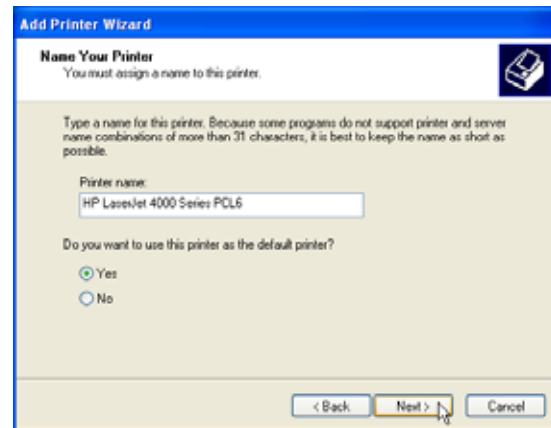 Add Printer Wizard
Name Your Printer
You must assign a name to this printer.
Type a name for this printer. Because some programs do not support printer and server
name combinations of more than 31 characters, it is best to keep the name as short as
possible.
Printer name:
HP LaserJet 4000 Series PCL6
Do you want to use this printer as the default printer?
Yes
No
< Back
Next >
Cancel